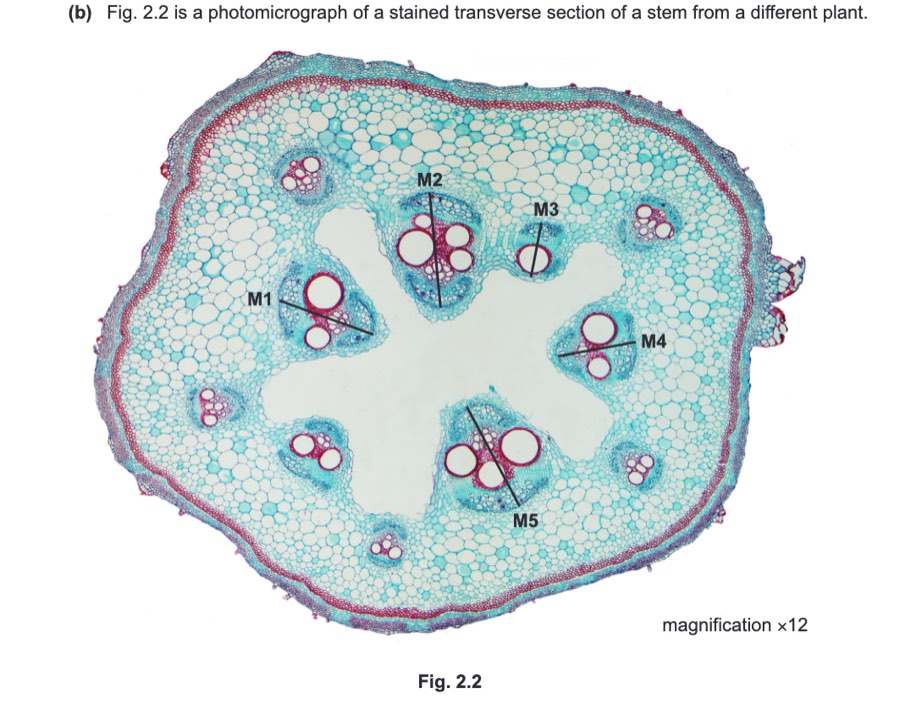 (b) Fig. 2.2 is a photomicrograph of a stained transverse section of a stem from a different plant.
M2
M3
M1
M4
M5
magnification ×12
Fig. 2.2